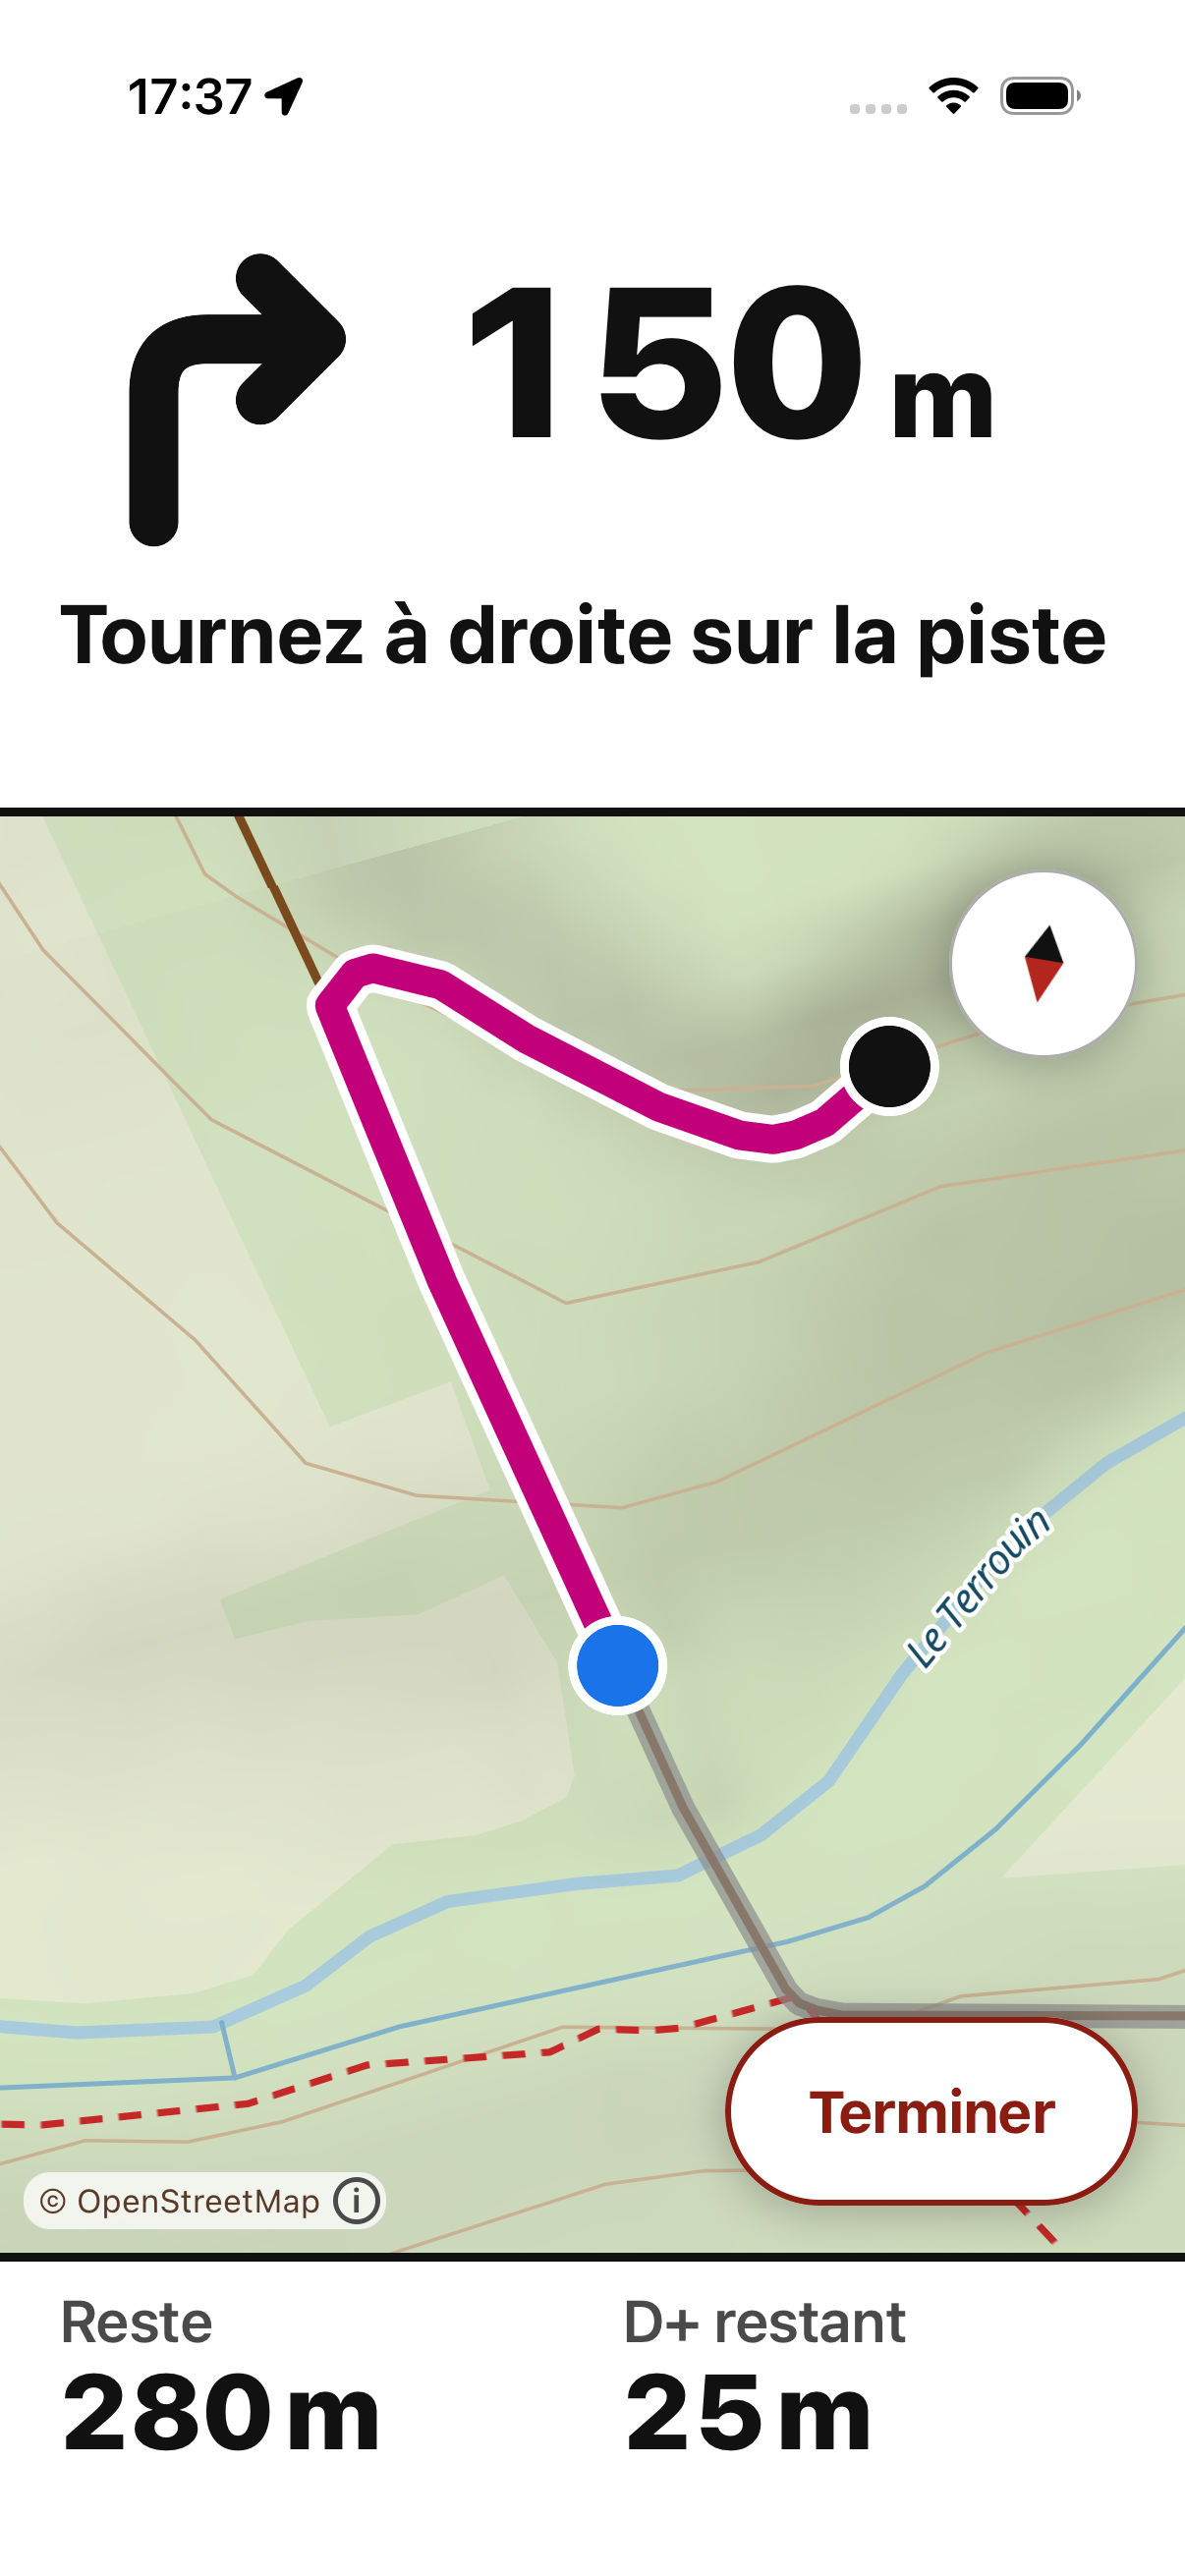 17:37
150 m
Tournez à droite sur la piste
Le Terrouin
Terminer
© OpenStreetMap i
Reste
280 m
D+ restant
25 m